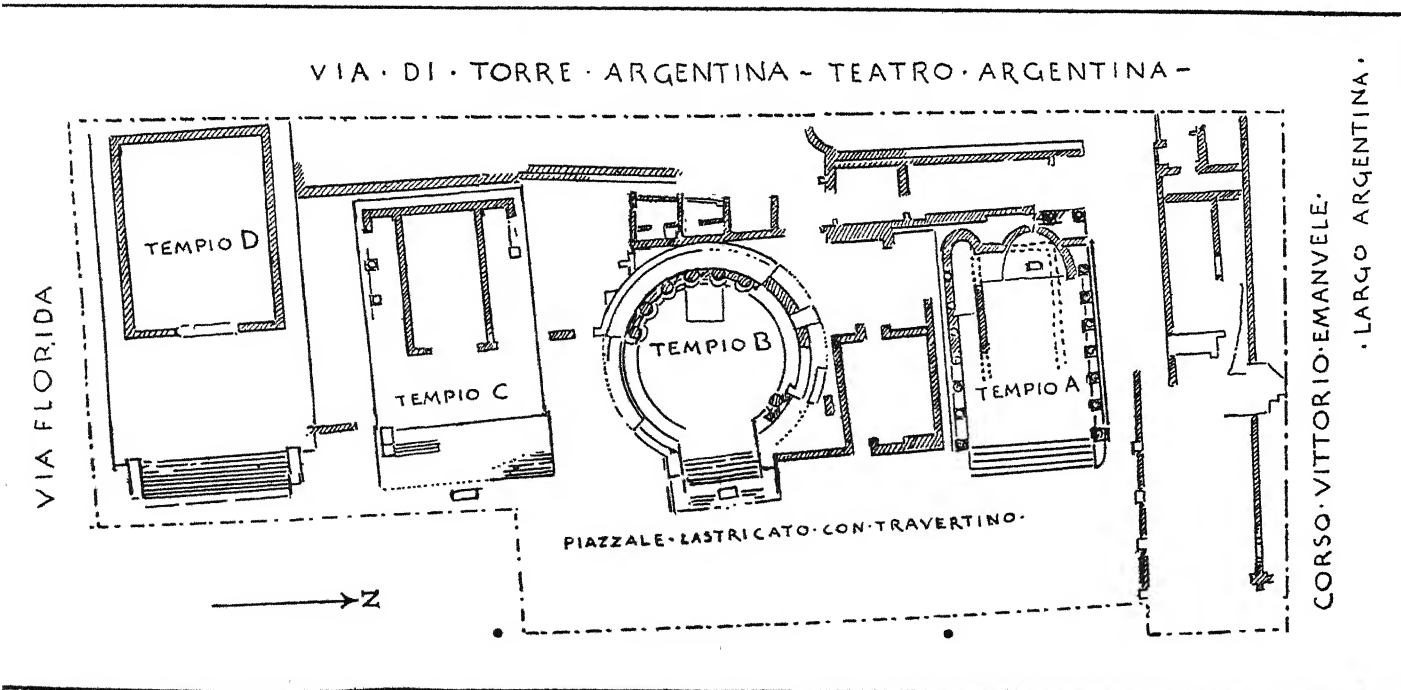 VIA · DI · TORRE · ARGENTINA - TEATRO · ARGENTINA -
· LARGO ARGENTINA ·
CORSO · VITTORIO · EMANVELE ·
VIA FLORIDA
TEMPIO D
TEMPIO C
TEMPIO B
TEMPIO A
PIAZZALE · LASTRICATO · CON · TRAVERTINO ·
N